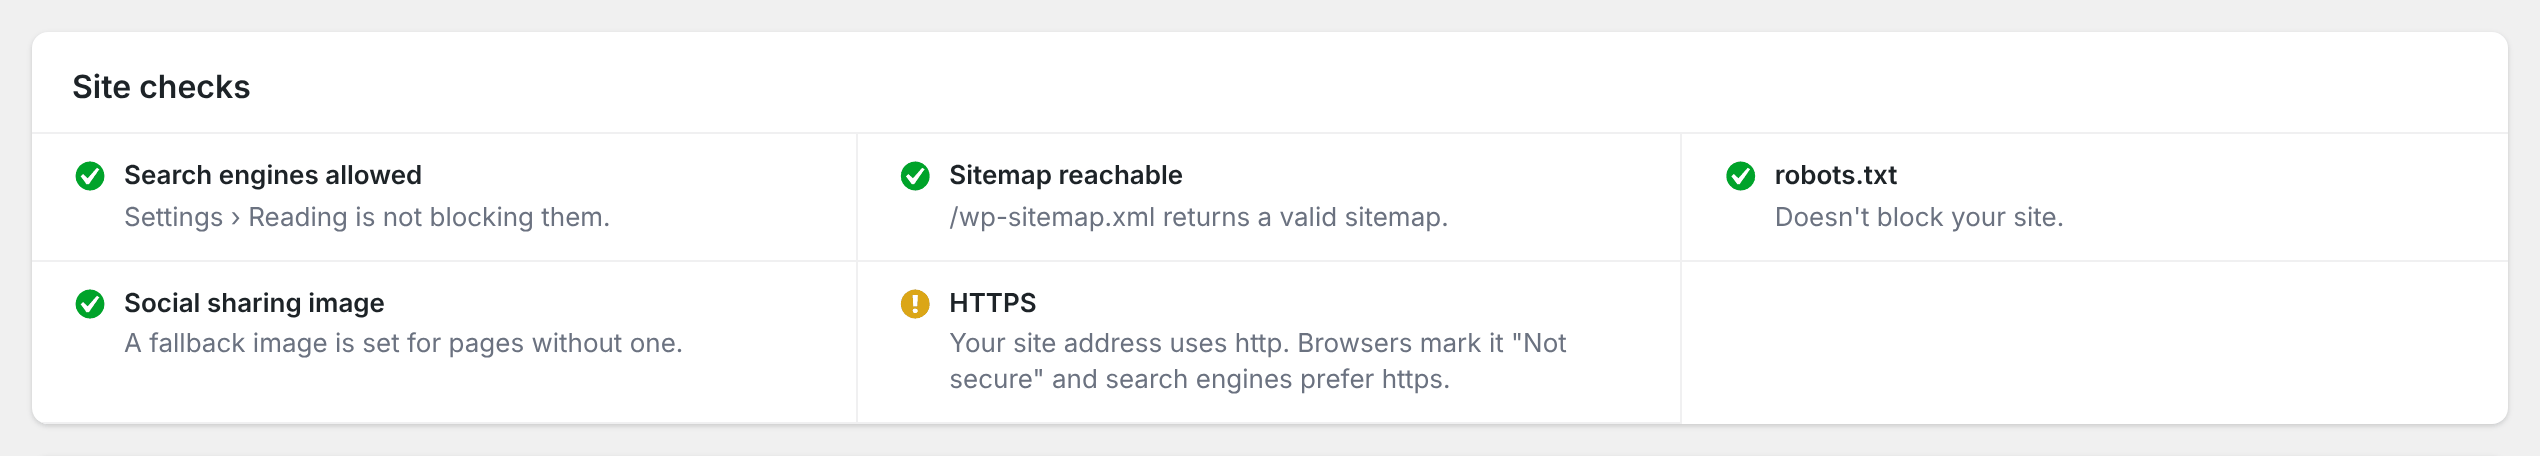 Site checks
Search engines allowed
Settings › Reading is not blocking them.
Sitemap reachable
/wp-sitemap.xml returns a valid sitemap.
robots.txt
Doesn't block your site.
Social sharing image
A fallback image is set for pages without one.
HTTPS
Your site address uses http. Browsers mark it "Not
secure" and search engines prefer https.